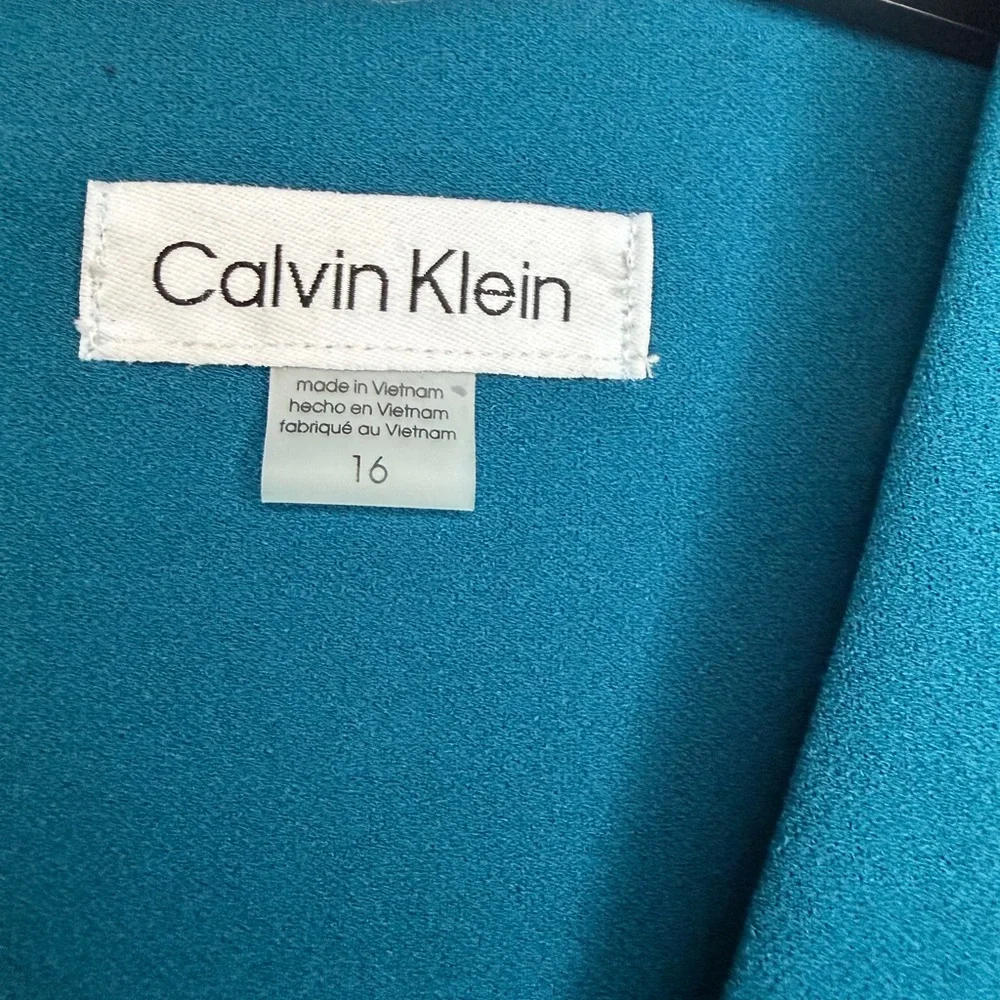 Calvin Klein
made in Vietnam
hecho en Vietnam
fabriqué au Vietnam
16